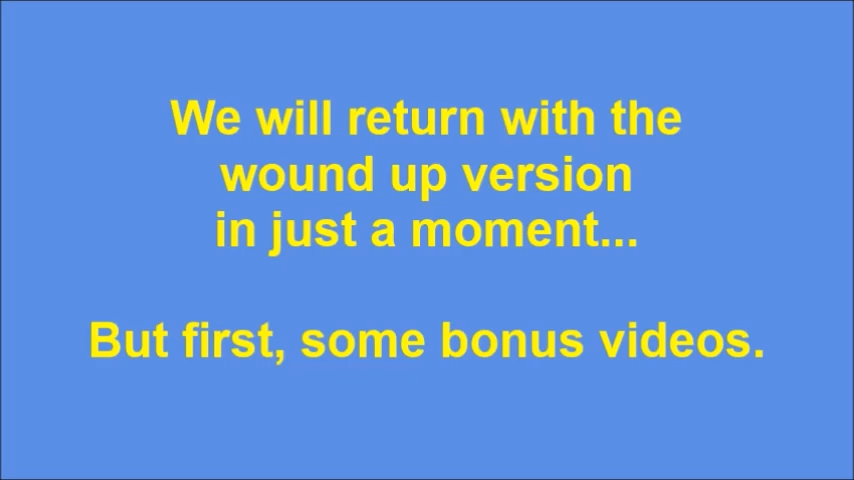 We will return with the
wound up version
in just a moment...
But first, some bonus videos.